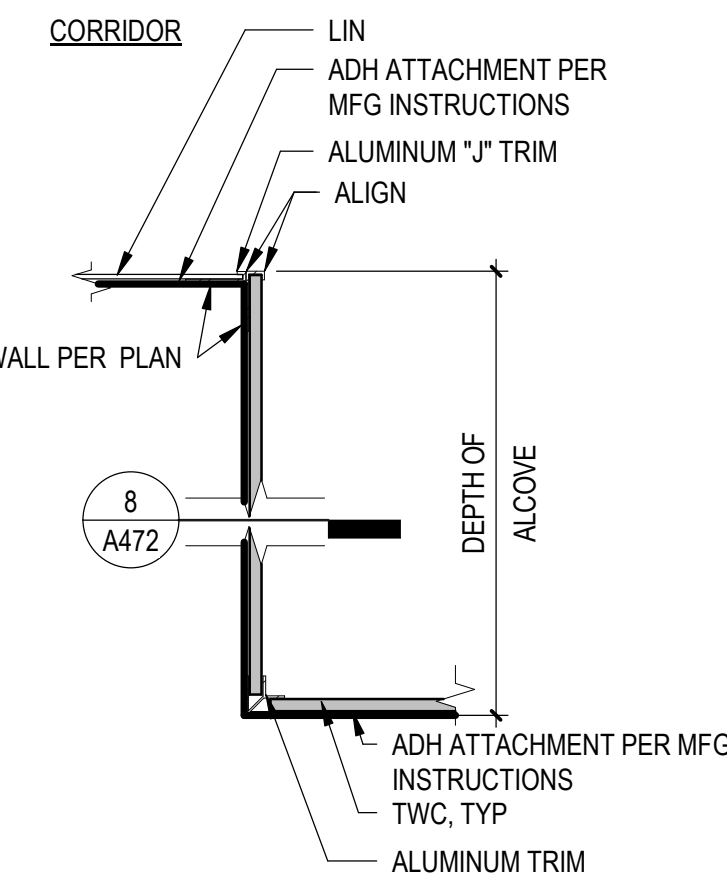 CORRIDOR
LIN
ADH ATTACHMENT PER
MFG INSTRUCTIONS
ALUMINUM "J" TRIM
ALIGN
WALL PER PLAN
8
A472
DEPTH OF
ALCOVE
ADH ATTACHMENT PER MFG
INSTRUCTIONS
TWC, TYP
ALUMINUM TRIM